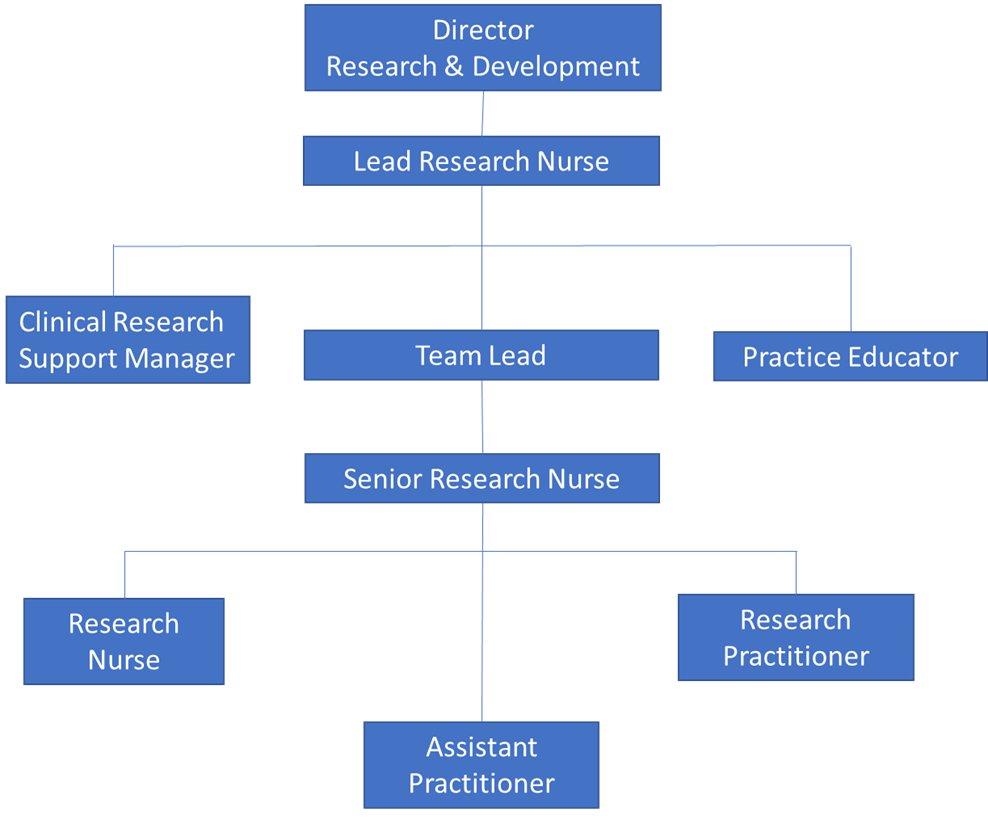 Director
Research & Development
Lead Research Nurse
Clinical Research
Support Manager
Team Lead
Practice Educator
Senior Research Nurse
Research
Nurse
Research
Practitioner
Assistant
Practitioner